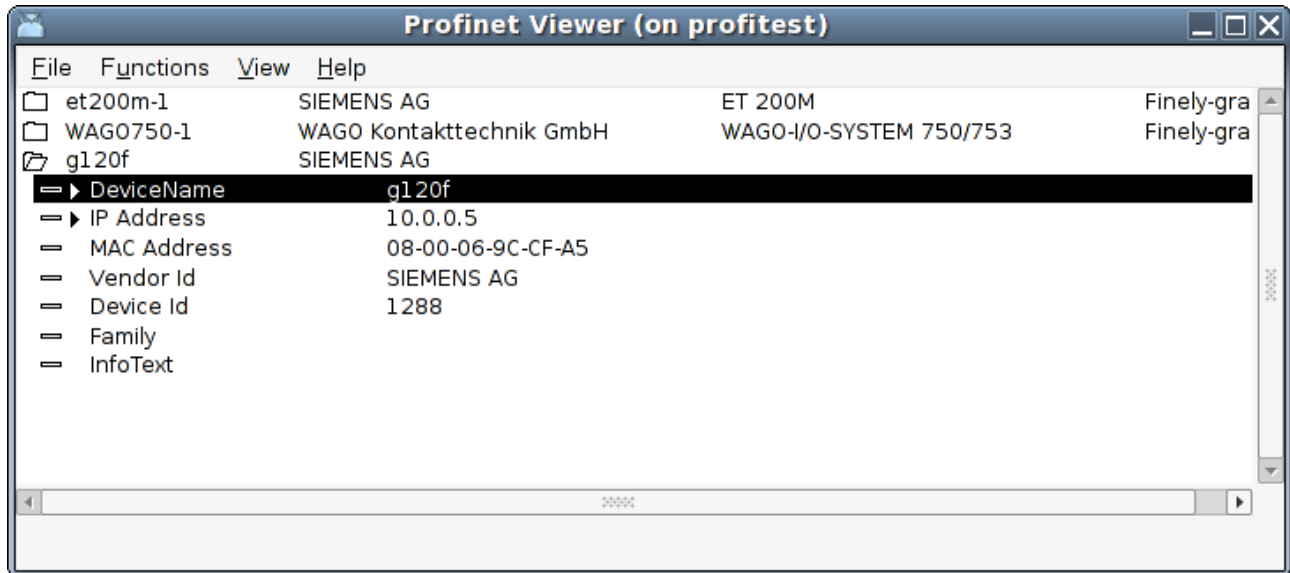 Profinet Viewer (on profitest)
File Functions View Help
et200m-1 SIEMENS AG ET 200M Finely-gra
WAGO750-1 WAGO Kontakttechnik GmbH WAGO-I/O-SYSTEM 750/753 Finely-gra
g120f SIEMENS AG
DeviceName g120f
IP Address 10.0.0.5
MAC Address 08-00-06-9C-CF-A5
Vendor Id SIEMENS AG
Device Id 1288
Family
InfoText